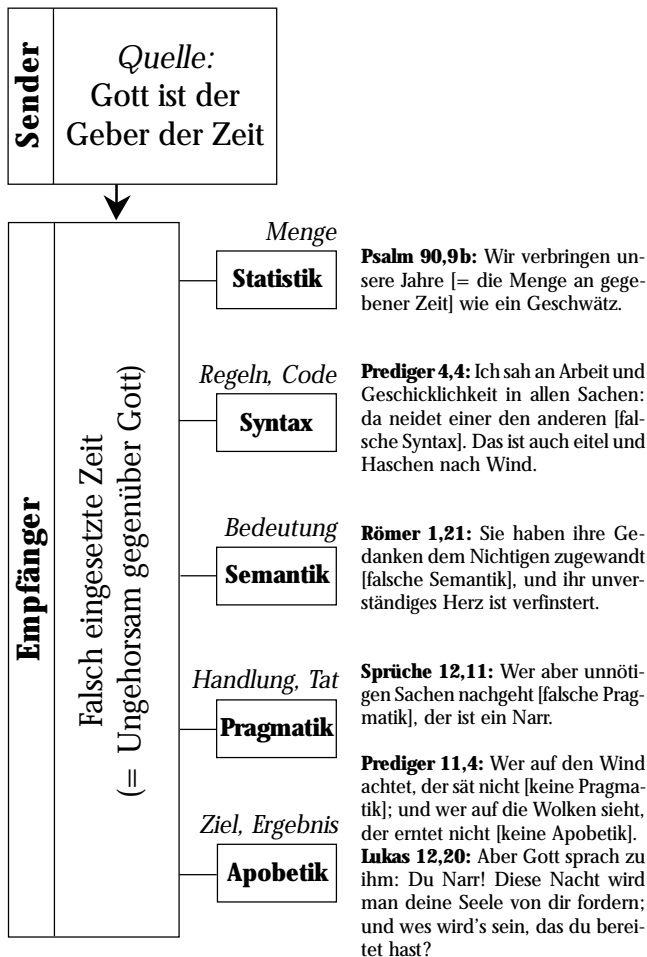 Sender
Quelle:
Gott ist der
Geber der Zeit
Empfänger
Falsch eingesetzte Zeit
(= Ungehorsam gegenüber Gott)
Menge
Statistik
Psalm 90,9b: Wir verbringen un-
sere Jahre [= die Menge an gege-
bener Zeit] wie ein Geschwätz.
Regeln, Code
Syntax
Prediger 4,4: Ich sah an Arbeit und
Geschicklichkeit in allen Sachen:
da neidet einer den anderen [fal-
sche Syntax]. Das ist auch eitel und
Haschen nach Wind.
Bedeutung
Semantik
Römer 1,21: Sie haben ihre Ge-
danken dem Nichtigen zugewandt
[falsche Semantik], und ihr unver-
ständiges Herz ist verfinstert.
Handlung, Tat
Pragmatik
Sprüche 12,11: Wer aber unnöti-
gen Sachen nachgeht [falsche Prag-
matik], der ist ein Narr.
Prediger 11,4: Wer auf den Wind
achtet, der sät nicht [keine Pragma-
tik]; und wer auf die Wolken sieht,
der erntet nicht [keine Apobetik].
Ziel, Ergebnis
Apobetik
Lukas 12,20: Aber Gott sprach zu
ihm: Du Narr! Diese Nacht wird
man deine Seele von dir fordern;
und wes wird's sein, das du berei-
tet hast?